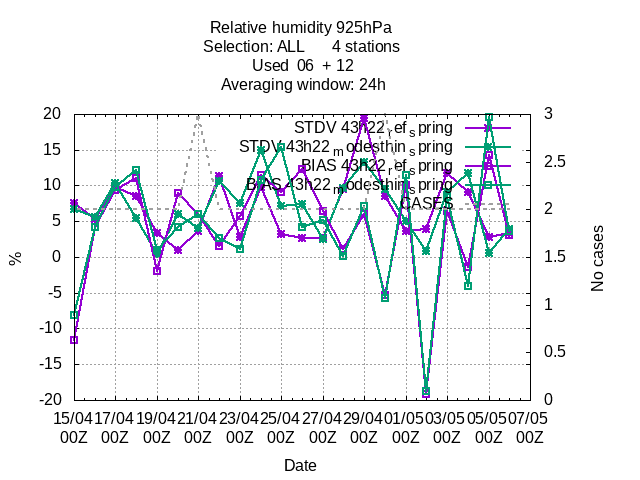 Relative humidity 925hPa
Selection: ALL 4 stations
Used 06 + 12
Averaging window: 24h
20
15
10
5
0
-5
-10
-15
-20
%
3
2.5
2
1.5
1
0.5
0
No cases
STDV 43h22_ref_spring
STDV 43h22_modesthin_spring
BIAS 43h22_ref_spring
BIAS 43h22_modesthin_spring
CASES
15/04 17/04 19/04 21/04 23/04 25/04 27/04 29/04 01/05 03/05 05/05 07/05
00Z 00Z 00Z 00Z 00Z 00Z 00Z 00Z 00Z 00Z 00Z 00Z
Date